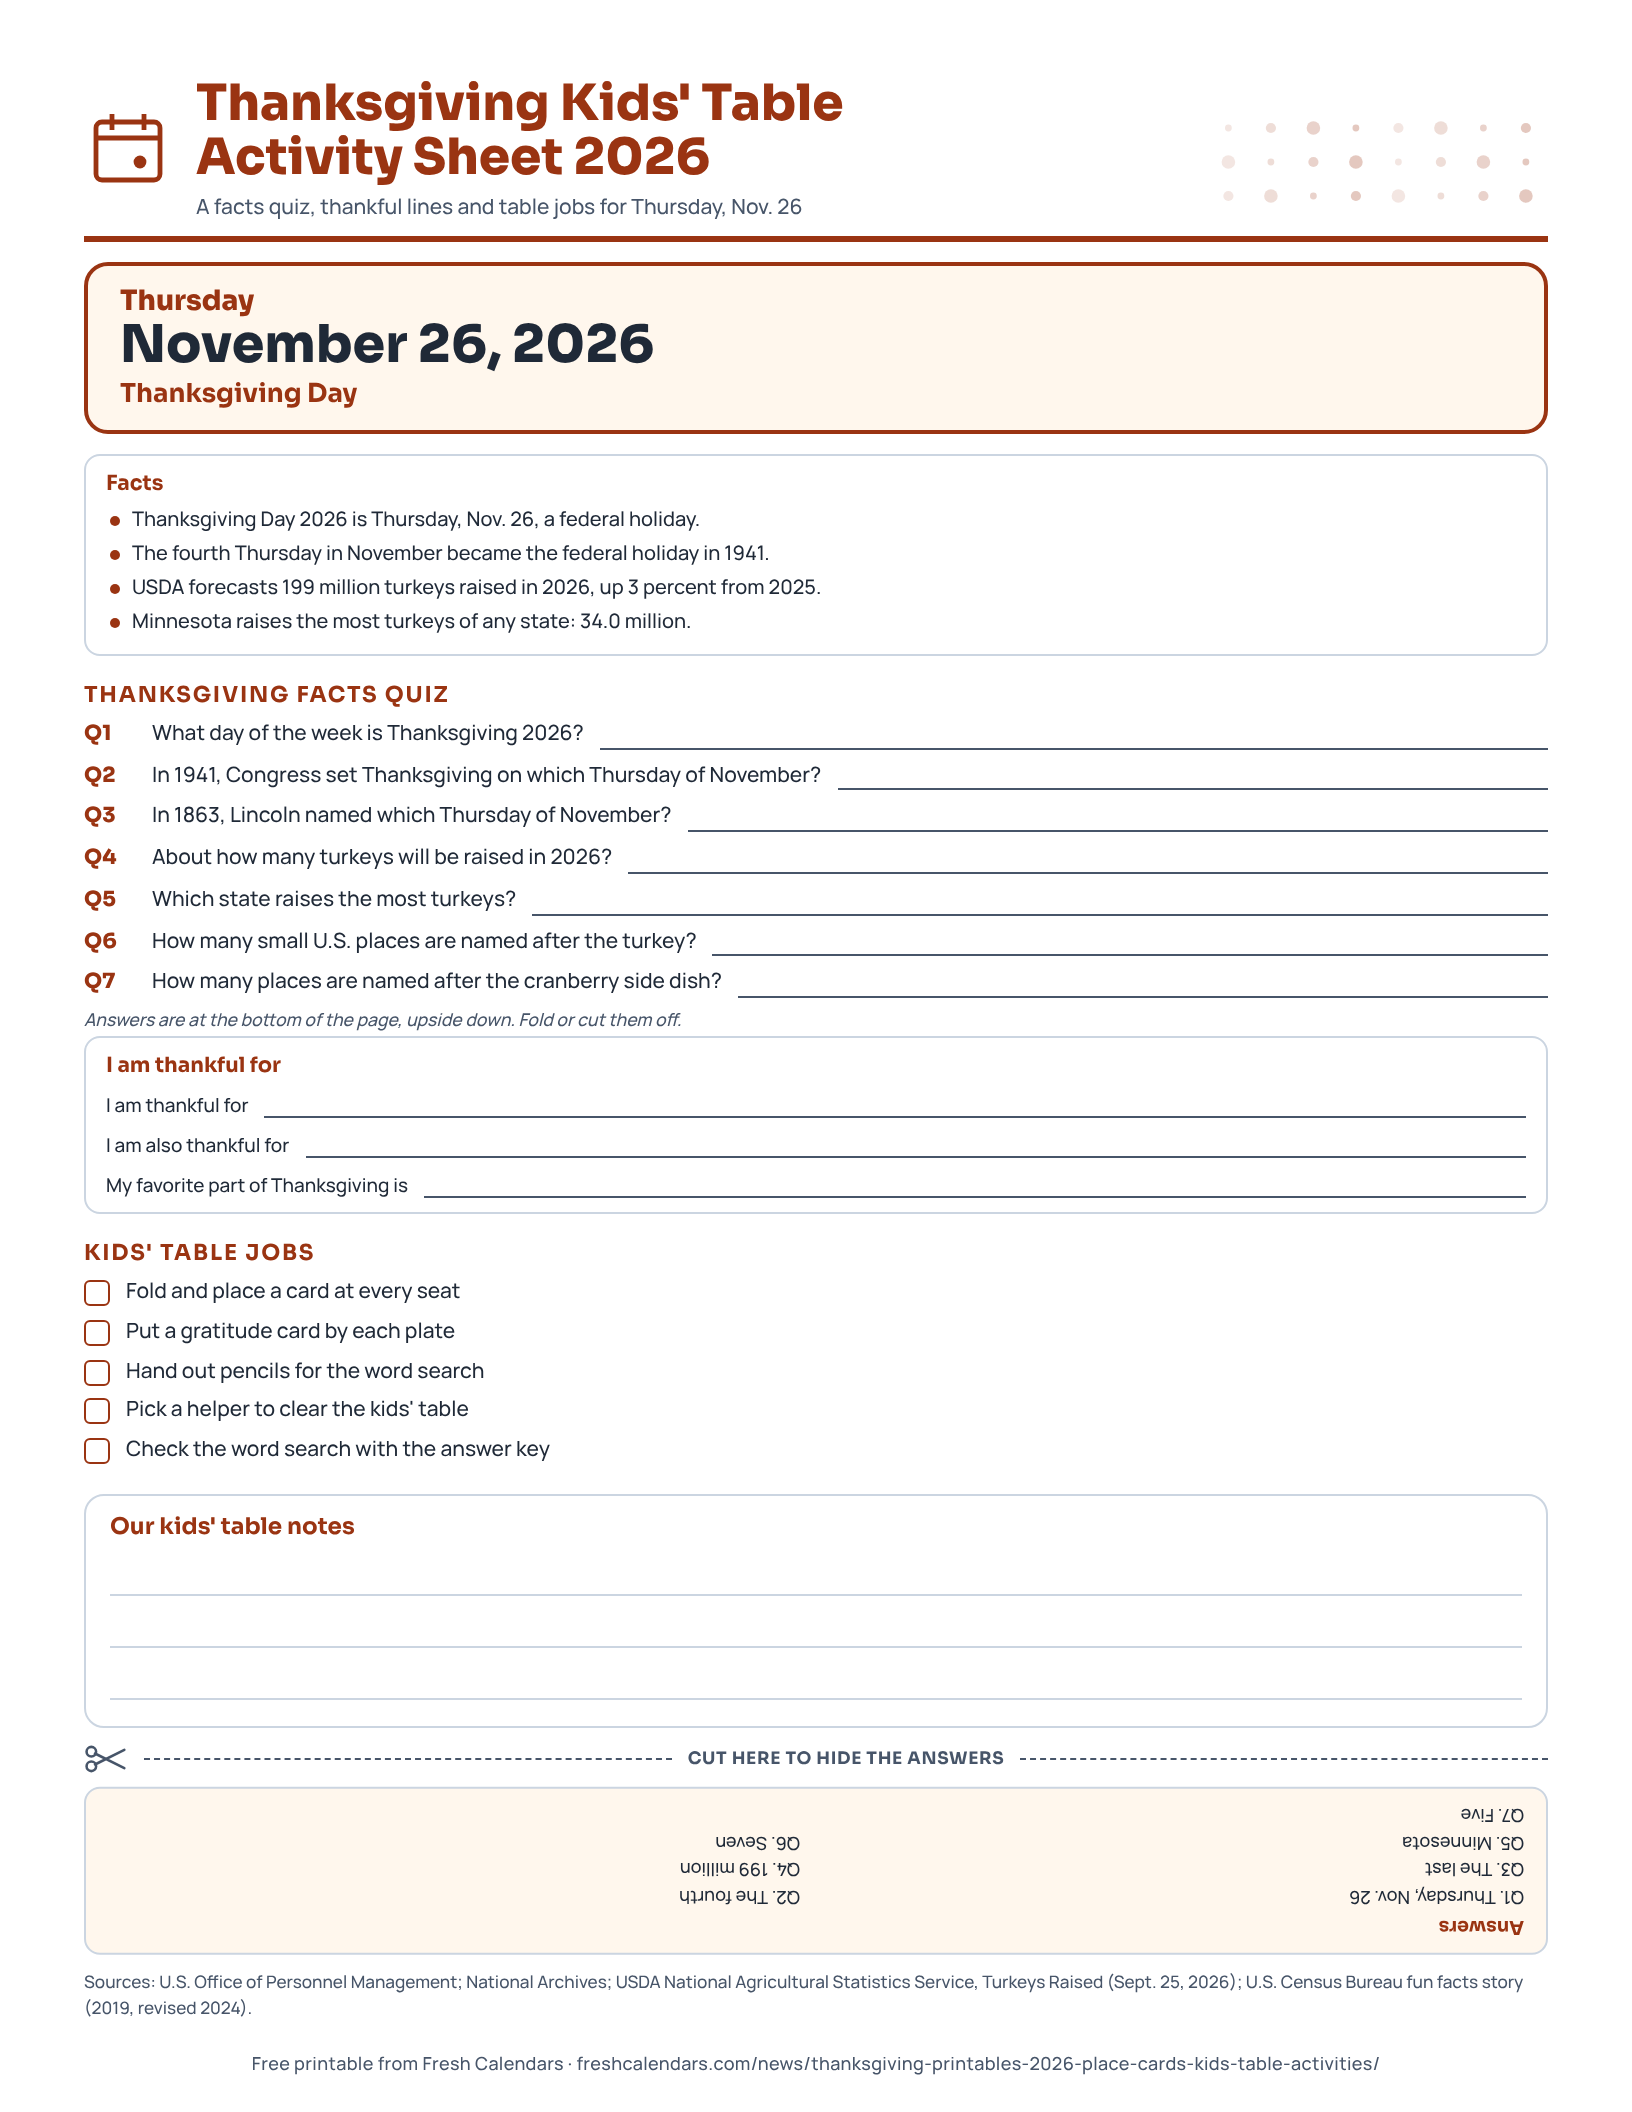 Thanksgiving Kids' Table
Activity Sheet 2026
A facts quiz, thankful lines and table jobs for Thursday, Nov. 26
Thursday
November 26, 2026
Thanksgiving Day
Facts
Thanksgiving Day 2026 is Thursday, Nov. 26, a federal holiday.
The fourth Thursday in November became the federal holiday in 1941.
USDA forecasts 199 million turkeys raised in 2026, up 3 percent from 2025.
Minnesota raises the most turkeys of any state: 34.0 million.
THANKSGIVING FACTS QUIZ
Q1 What day of the week is Thanksgiving 2026?
Q2 In 1941, Congress set Thanksgiving on which Thursday of November?
Q3 In 1863, Lincoln named which Thursday of November?
Q4 About how many turkeys will be raised in 2026?
Q5 Which state raises the most turkeys?
Q6 How many small U.S. places are named after the turkey?
Q7 How many places are named after the cranberry side dish?
Answers are at the bottom of the page, upside down. Fold or cut them off.
I am thankful for
I am thankful for
I am also thankful for
My favorite part of Thanksgiving is
KIDS' TABLE JOBS
Fold and place a card at every seat
Put a gratitude card by each plate
Hand out pencils for the word search
Pick a helper to clear the kids' table
Check the word search with the answer key
Our kids' table notes
CUT HERE TO HIDE THE ANSWERS
Answers
Q1. Thursday, Nov. 26 Q2. The fourth
Q3. The last Q4. 199 million
Q5. Minnesota Q6. Seven
Q7. Five
Sources: U.S. Office of Personnel Management; National Archives; USDA National Agricultural Statistics Service, Turkeys Raised (Sept. 25, 2026); U.S. Census Bureau fun facts story
(2019, revised 2024).
Free printable from Fresh Calendars · freshcalendars.com/news/thanksgiving-printables-2026-place-cards-kids-table-activities/